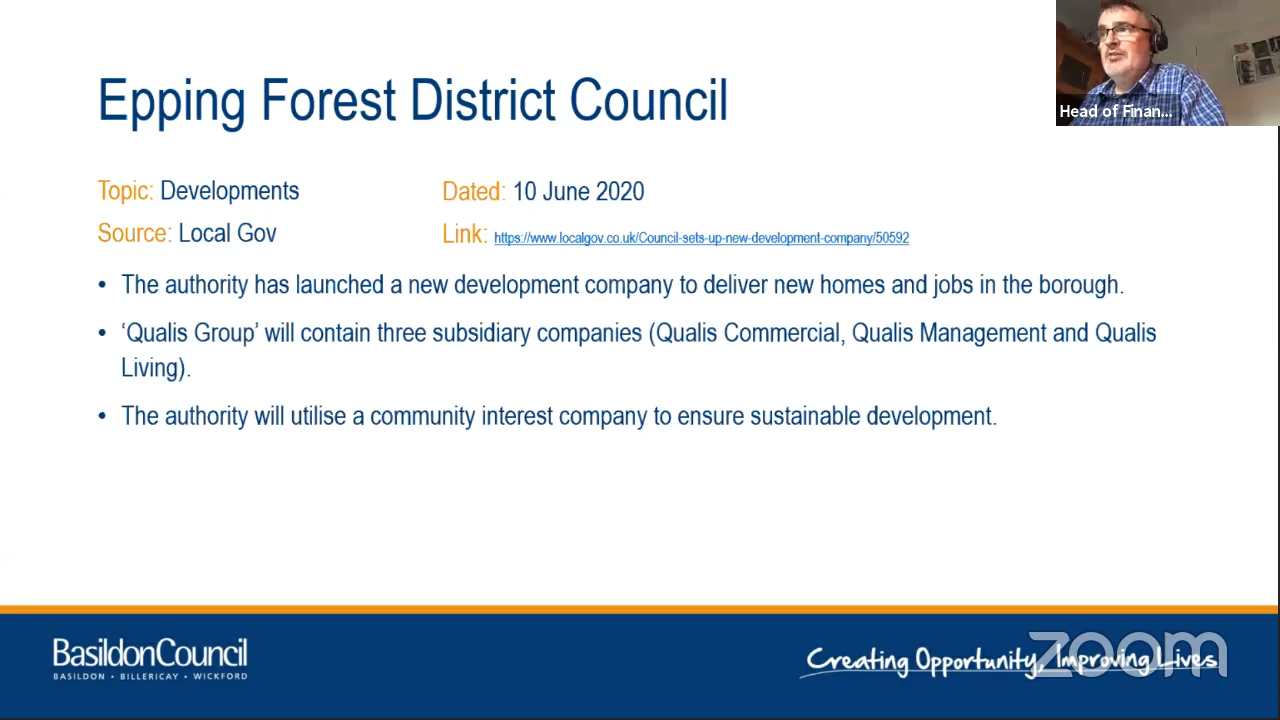 Epping Forest District Council
Head of Finan...
Topic: Developments
Dated: 10 June 2020
Source: Local Gov
Link: https://www.localgov.co.uk/Council-sets-up-new-development-company/50592
• The authority has launched a new development company to deliver new homes and jobs in the borough.
• ‘Qualis Group’ will contain three subsidiary companies (Qualis Commercial, Qualis Management and Qualis
Living).
• The authority will utilise a community interest company to ensure sustainable development.
BasildonCouncil
BASILDON • BILLERICAY • WICKFORD
Creating Opportunity, Improving Lives
zoom